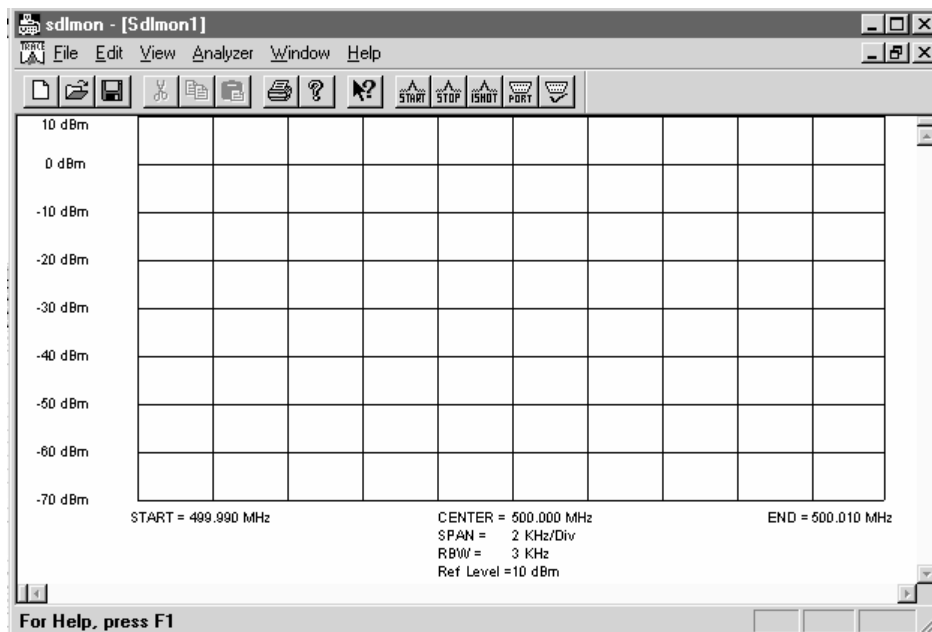 sdlmon - [Sdlmon1]
TRACE File Edit View Analyzer Window Help
START STOP 1SHOT PORT
10 dBm
0 dBm
-10 dBm
-20 dBm
-30 dBm
-40 dBm
-50 dBm
-60 dBm
-70 dBm
START = 499.990 MHz CENTER = 500.000 MHz END = 500.010 MHz
SPAN = 2 KHz/Div
RBW = 3 KHz
Ref Level =10 dBm
For Help, press F1